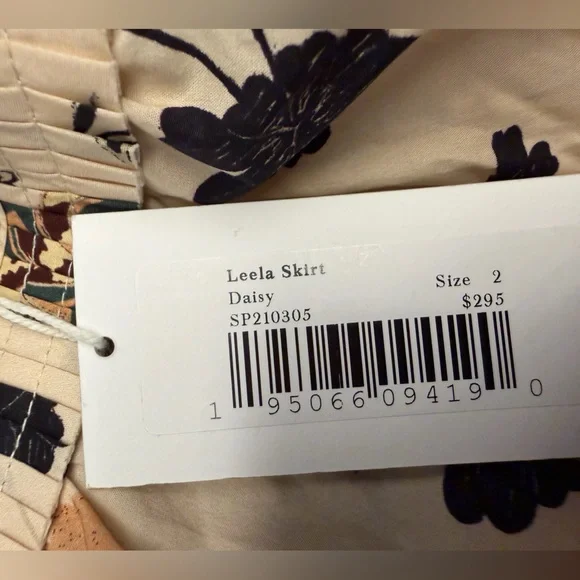 Leela Skirt
Daisy Size 2
SP210305 $295
1 95066 09419 0